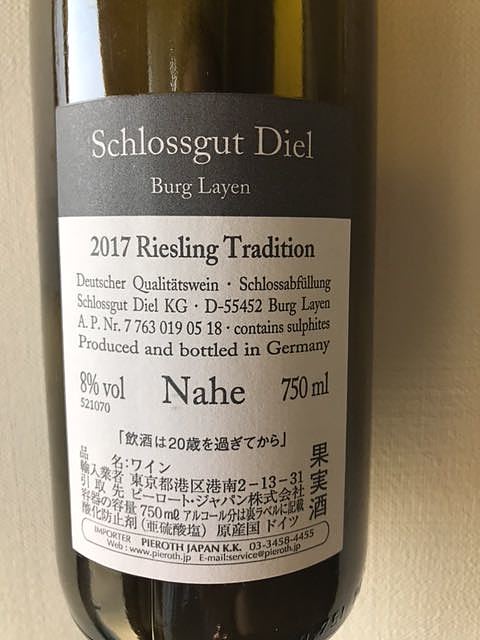 Schlossgut Diel
Burg Layen
2017 Riesling Tradition
Deutscher Qualitätswein · Schlossabfüllung
Schlossgut Diel KG · D-55452 Burg Layen
A. P. Nr. 7 763 019 05 18 · contains sulphites
Produced and bottled in Germany
8% vol Nahe 750 ml
521070
「飲酒は20歳を過ぎてから」
品 名:ワイン
輸入業者 東京都港区港南2-13-31
引 取 先 ピーロート・ジャパン株式会社
容器の容量 750㎖ アルコール分は裏ラベルに記載
酸化防止剤(亜硫酸塩) 原産国 ドイツ
果実酒
IMPORTER PIEROTH JAPAN K.K. 03-3458-4455
Web : www.pieroth.jp E-mail:service@pieroth.jp